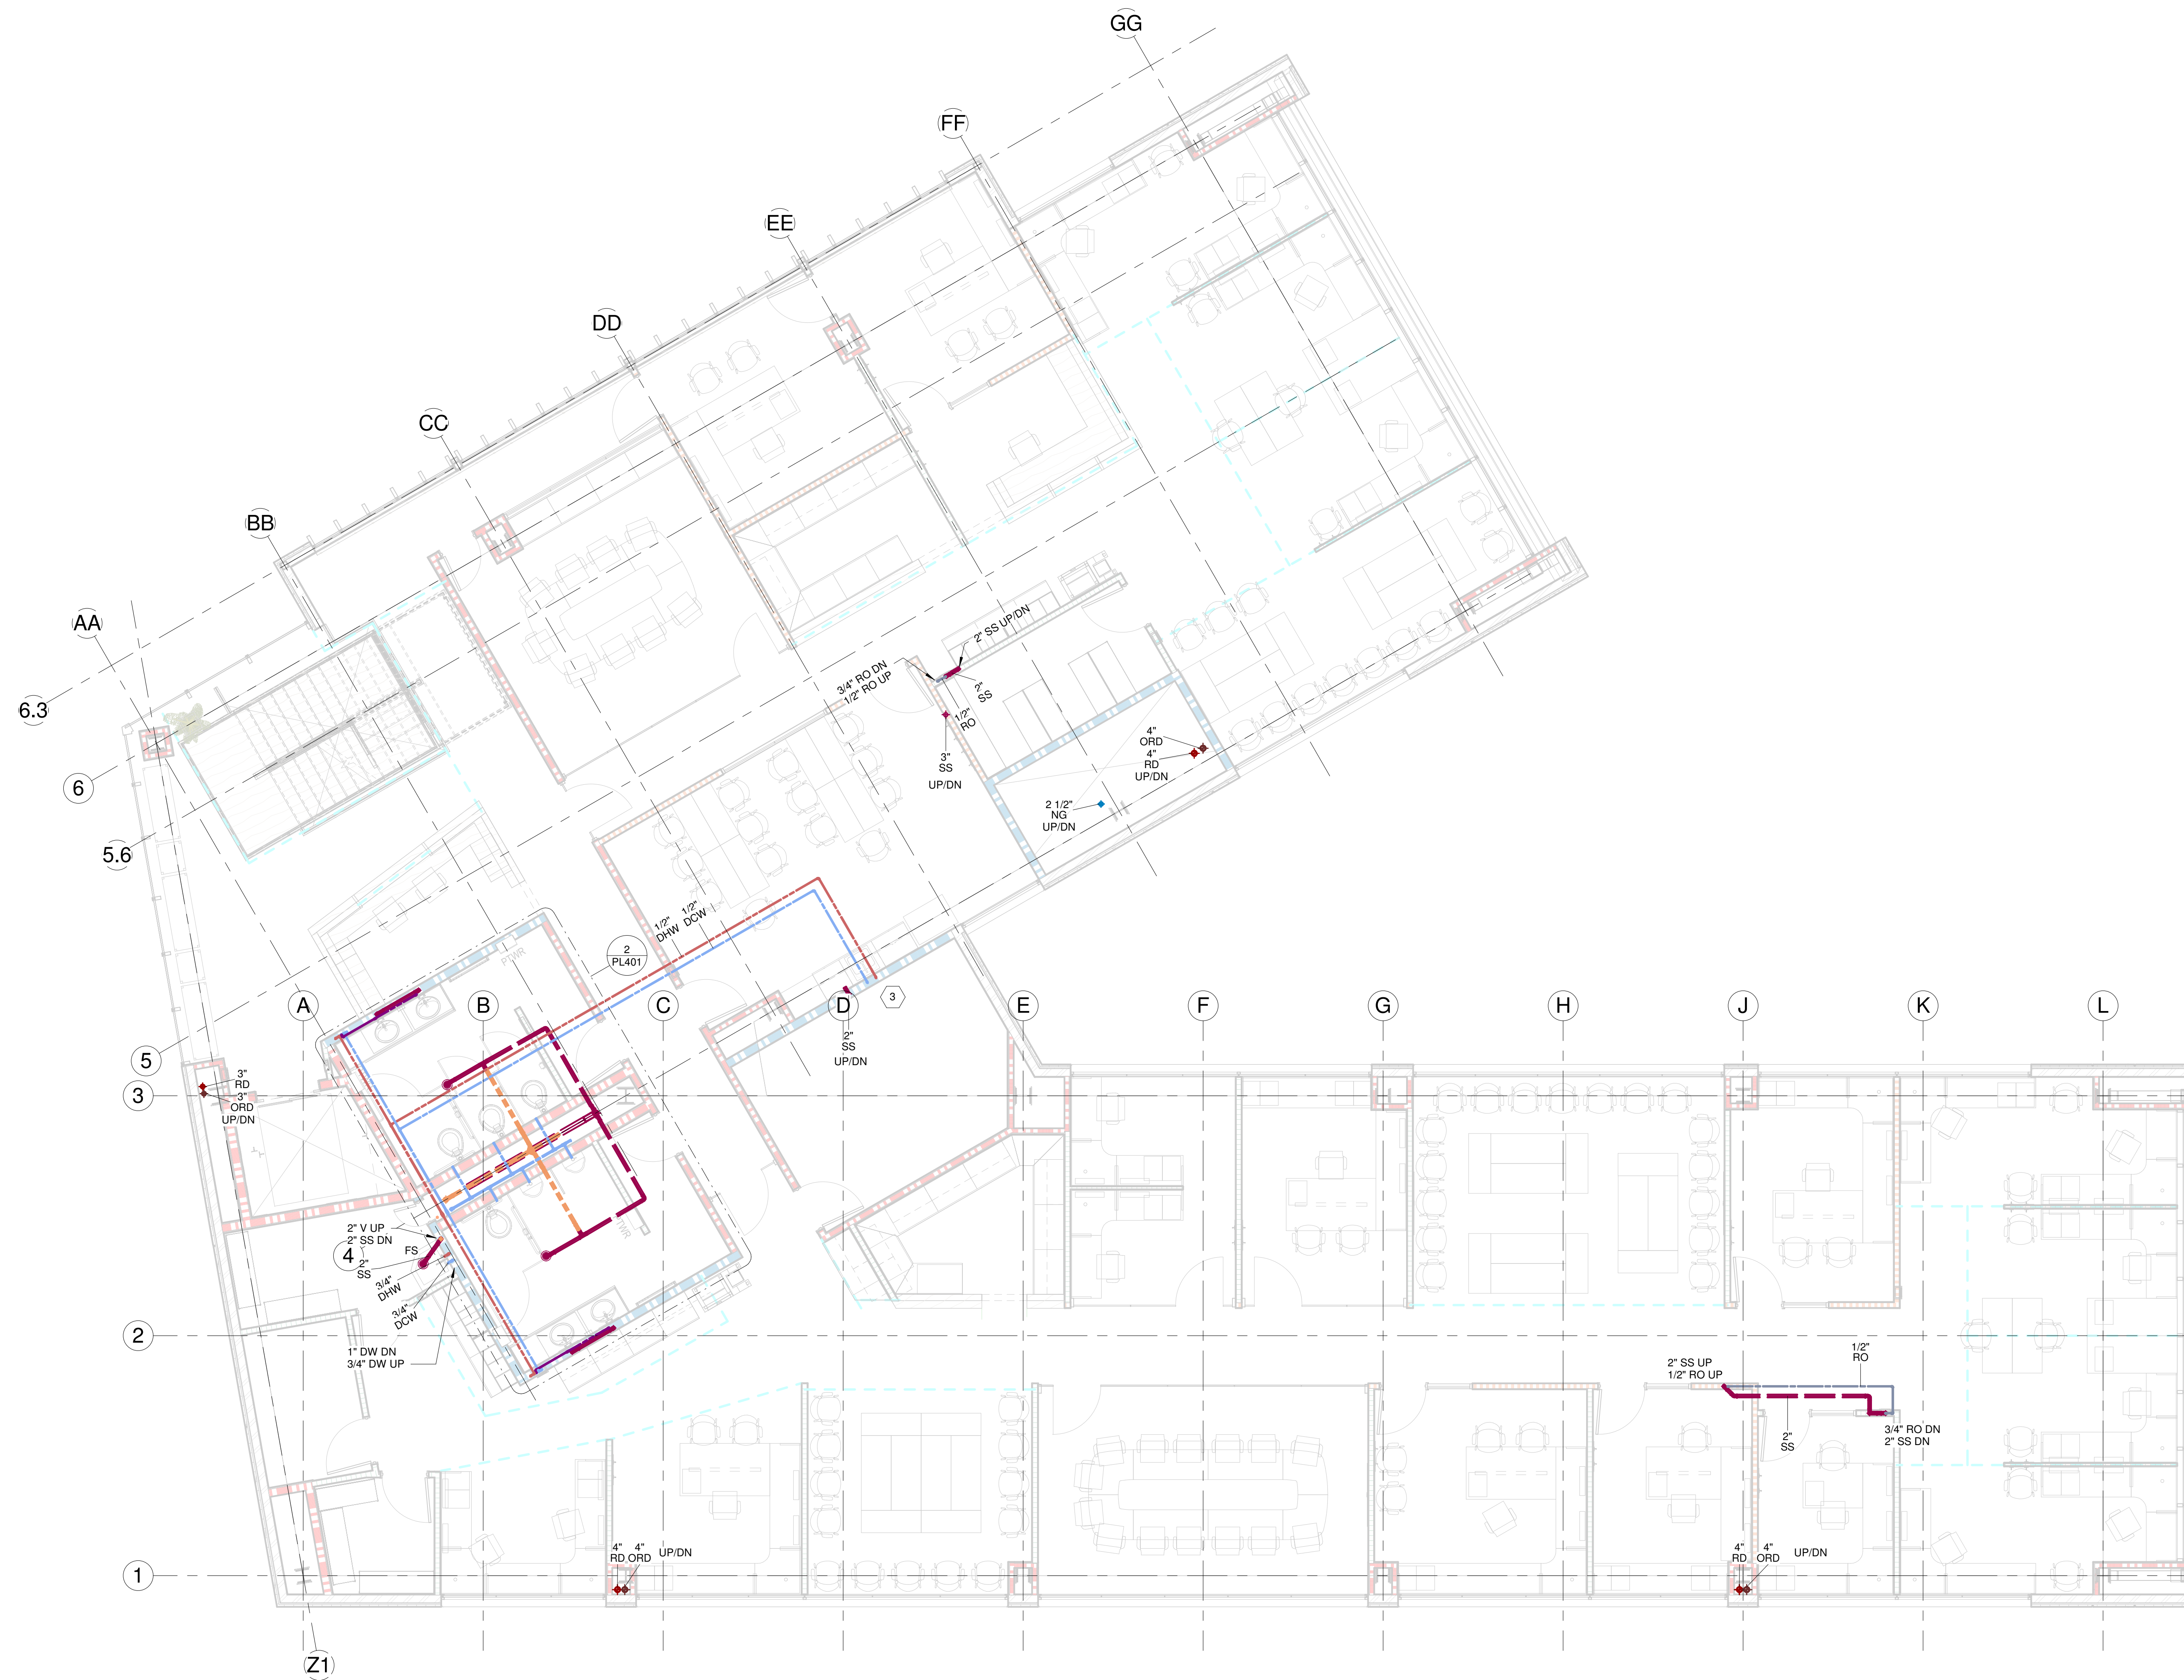 GG
FF
EE
DD
CC
BB
AA
6.3
6
5.6
5
2" SS UP/DN
3/4" RO DN
1/2" RO UP
2"
SS
1/2"
RO
3"
SS
UP/DN
4"
ORD
4"
RD
UP/DN
2 1/2"
NG
UP/DN
1/2"
DHW
1/2"
DCW
2
PL401
PTWR
3
A
B
C
D
E
F
G
H
J
K
L
2"
SS
UP/DN
3
3"
RD
3"
ORD
UP/DN
2" V UP
2" SS DN
4
FS
2"
SS
3/4"
DHW
3/4"
DCW
1" DW DN
3/4" DW UP
2
2" SS UP
1/2" RO UP
1/2"
RO
2"
SS
3/4" RO DN
2" SS DN
4"
RD
4"
ORD
UP/DN
4"
RD
4"
ORD
UP/DN
1
Z1